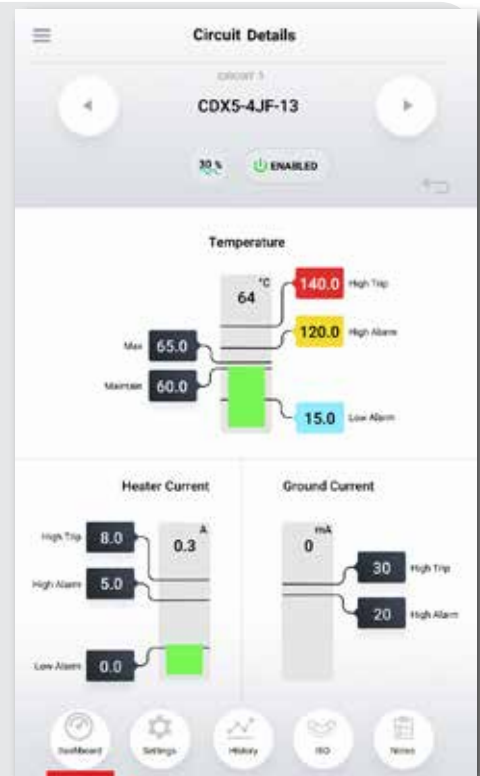 Circuit Details
CIRCUIT 1
CDX5-4JF-13
30 %
ENABLED
Temperature
°C
64
140.0 High Trip
120.0 High Alarm
Max 65.0
Maintain 60.0
15.0 Low Alarm
Heater Current
A
0.3
High Trip 8.0
High Alarm 5.0
Low Alarm 0.0
Ground Current
mA
0
30 High Trip
20 High Alarm
Dashboard
Settings
History
ISO
Notes